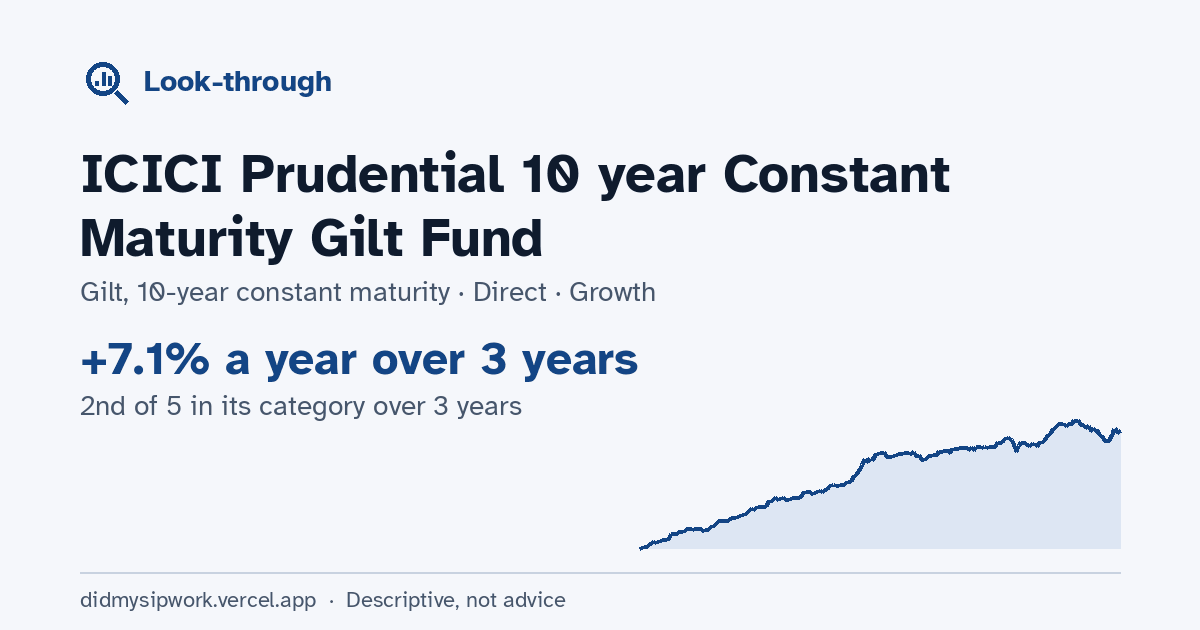 Look-through
ICICI Prudential 10 year Constant
Maturity Gilt Fund
Gilt, 10-year constant maturity · Direct · Growth
+7.1% a year over 3 years
2nd of 5 in its category over 3 years
didmysipwork.vercel.app · Descriptive, not advice